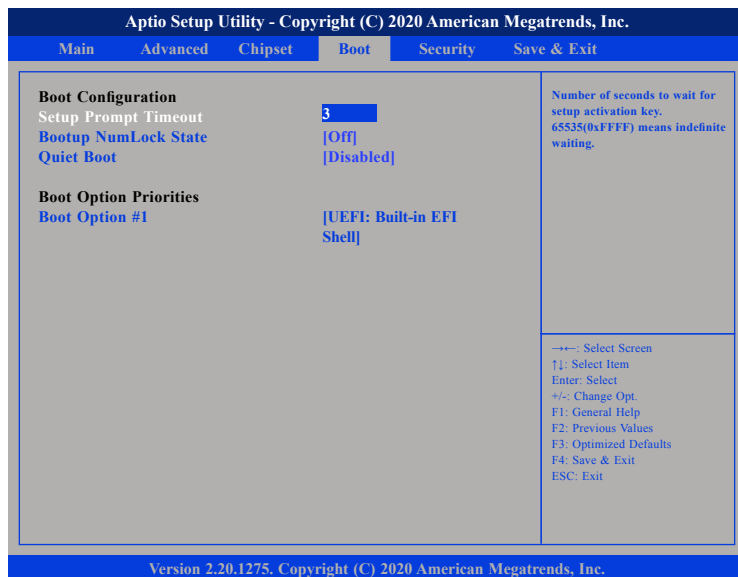 Aptio Setup Utility - Copyright (C) 2020 American Megatrends, Inc.
Main Advanced Chipset Boot Security Save & Exit
Boot Configuration
Setup Prompt Timeout 3
Bootup NumLock State [Off]
Quiet Boot [Disabled]
Boot Option Priorities
Boot Option #1 [UEFI: Built-in EFI
Shell]
Number of seconds to wait for
setup activation key.
65535(0xFFFF) means indefinite
waiting.
→←: Select Screen
↑↓: Select Item
Enter: Select
+/-: Change Opt.
F1: General Help
F2: Previous Values
F3: Optimized Defaults
F4: Save & Exit
ESC: Exit
Version 2.20.1275. Copyright (C) 2020 American Megatrends, Inc.